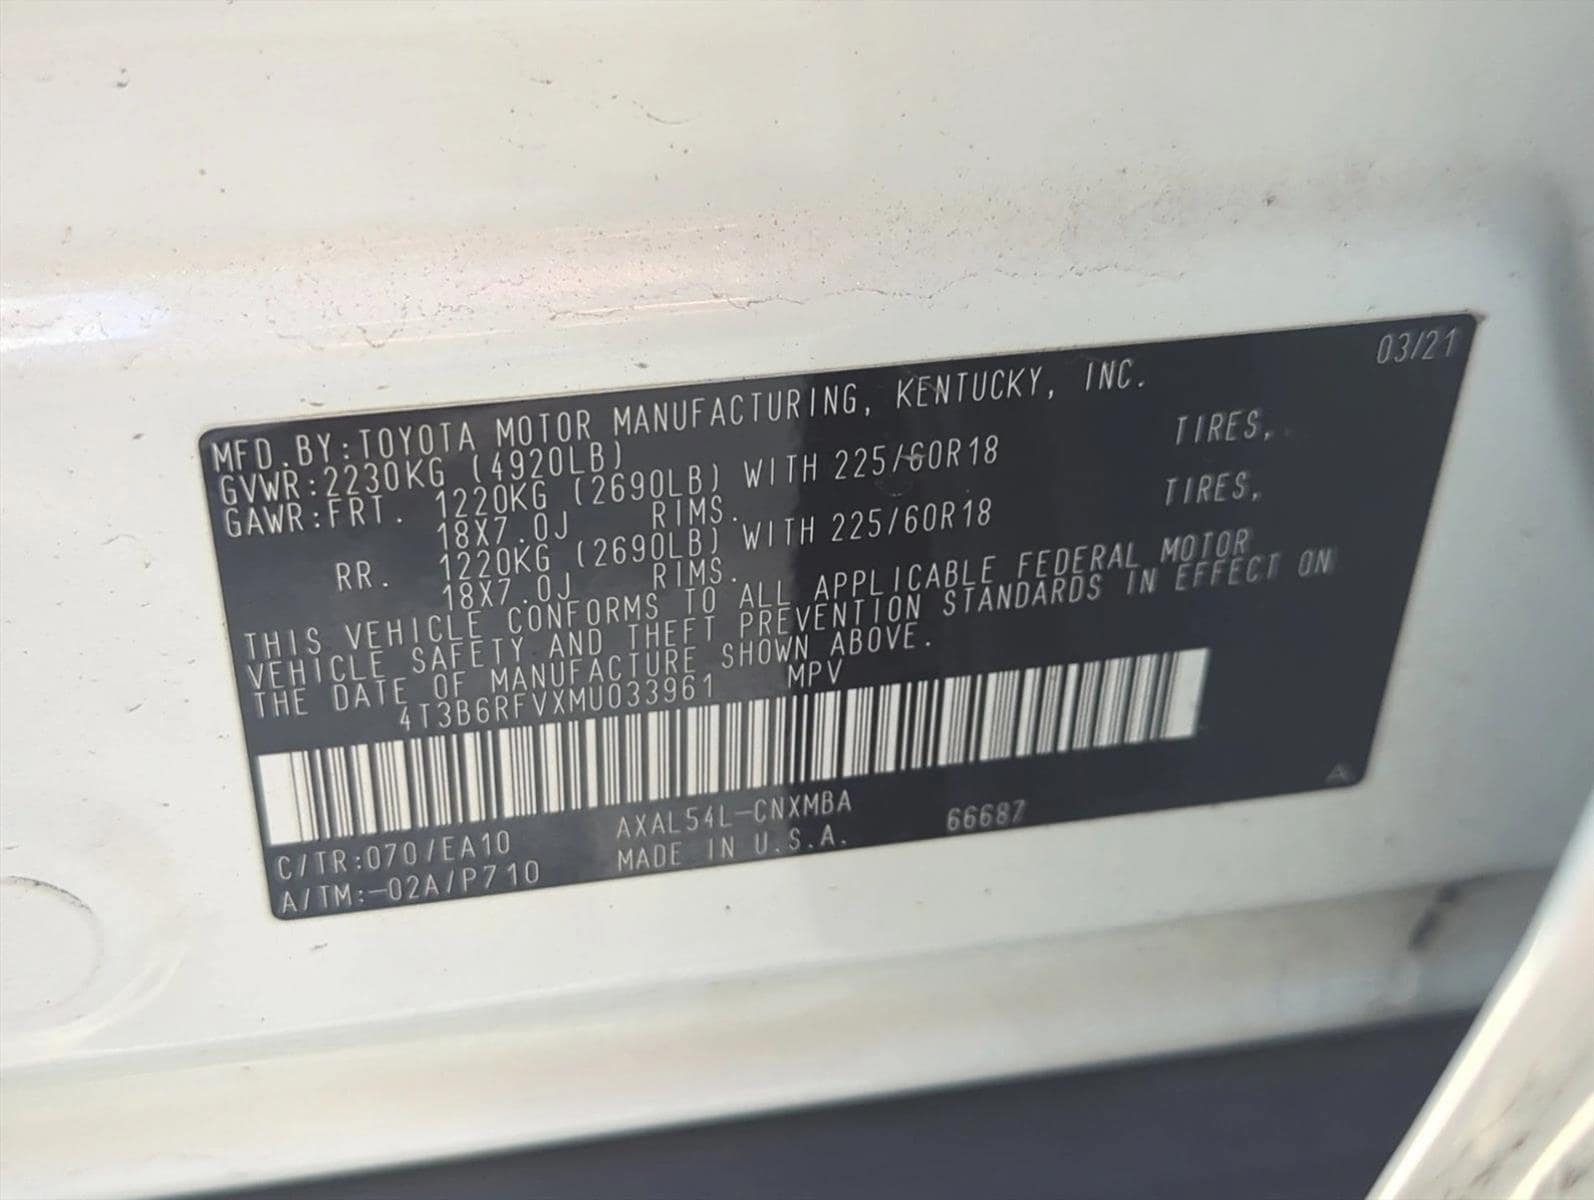 MFD.BY:TOYOTA MOTOR MANUFACTURING, KENTUCKY, INC. 03/21
GVWR:2230KG (4920LB)
GAWR:FRT. 1220KG (2690LB) WITH 225/60R18 TIRES,
18X7.0J RIMS.
RR. 1220KG (2690LB) WITH 225/60R18 TIRES,
18X7.0J RIMS.
THIS VEHICLE CONFORMS TO ALL APPLICABLE FEDERAL MOTOR
VEHICLE SAFETY AND THEFT PREVENTION STANDARDS IN EFFECT ON
THE DATE OF MANUFACTURE SHOWN ABOVE.
4T3B6RFVXMU033961 MPV
C/TR:070/EA10 AXAL54L-CNXMBA 6668Z
A/TM:-02A/P710 MADE IN U.S.A.
A